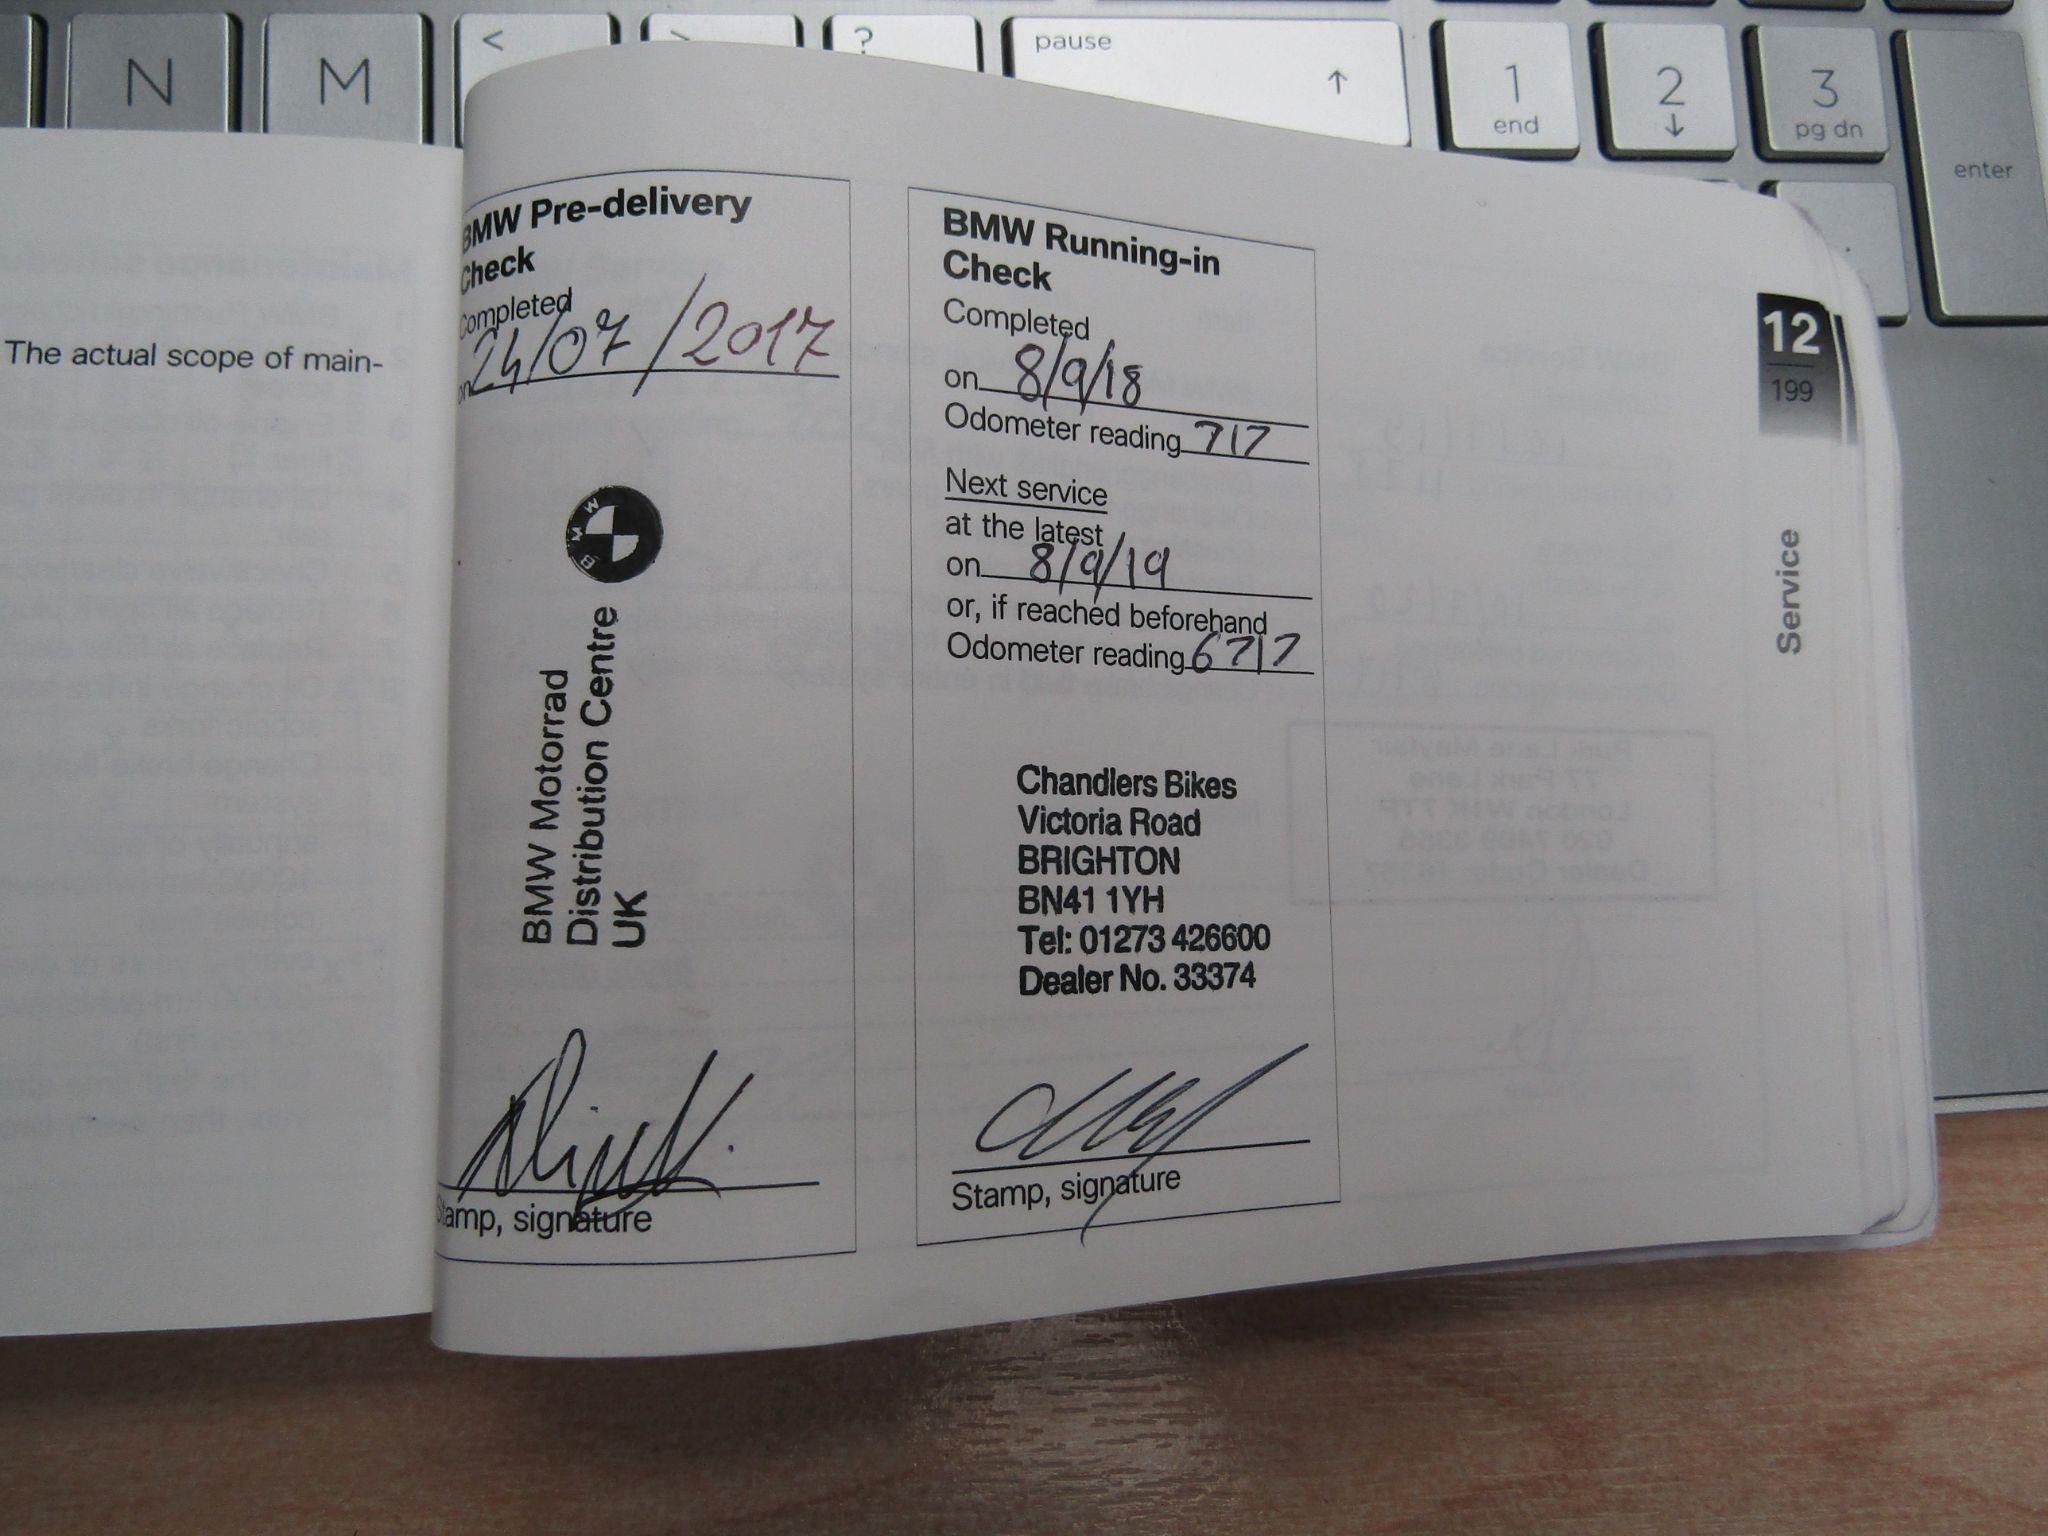 N
M
<
>
?
pause
↑
1
end
2
↓
3
pg dn
enter
.
The actual scope of main-
BMW Pre-delivery
Check
Completed
on 24/07/2017
BMW
BMW Motorrad
Distribution Centre
UK
Stamp, signature
BMW Running-in
Check
Completed
on 8/9/18
Odometer reading 717
Next service
at the latest
on 8/9/19
or, if reached beforehand
Odometer reading 6717
Chandlers Bikes
Victoria Road
BRIGHTON
BN41 1YH
Tel: 01273 426600
Dealer No. 33374
Stamp, signature
12
199
Service